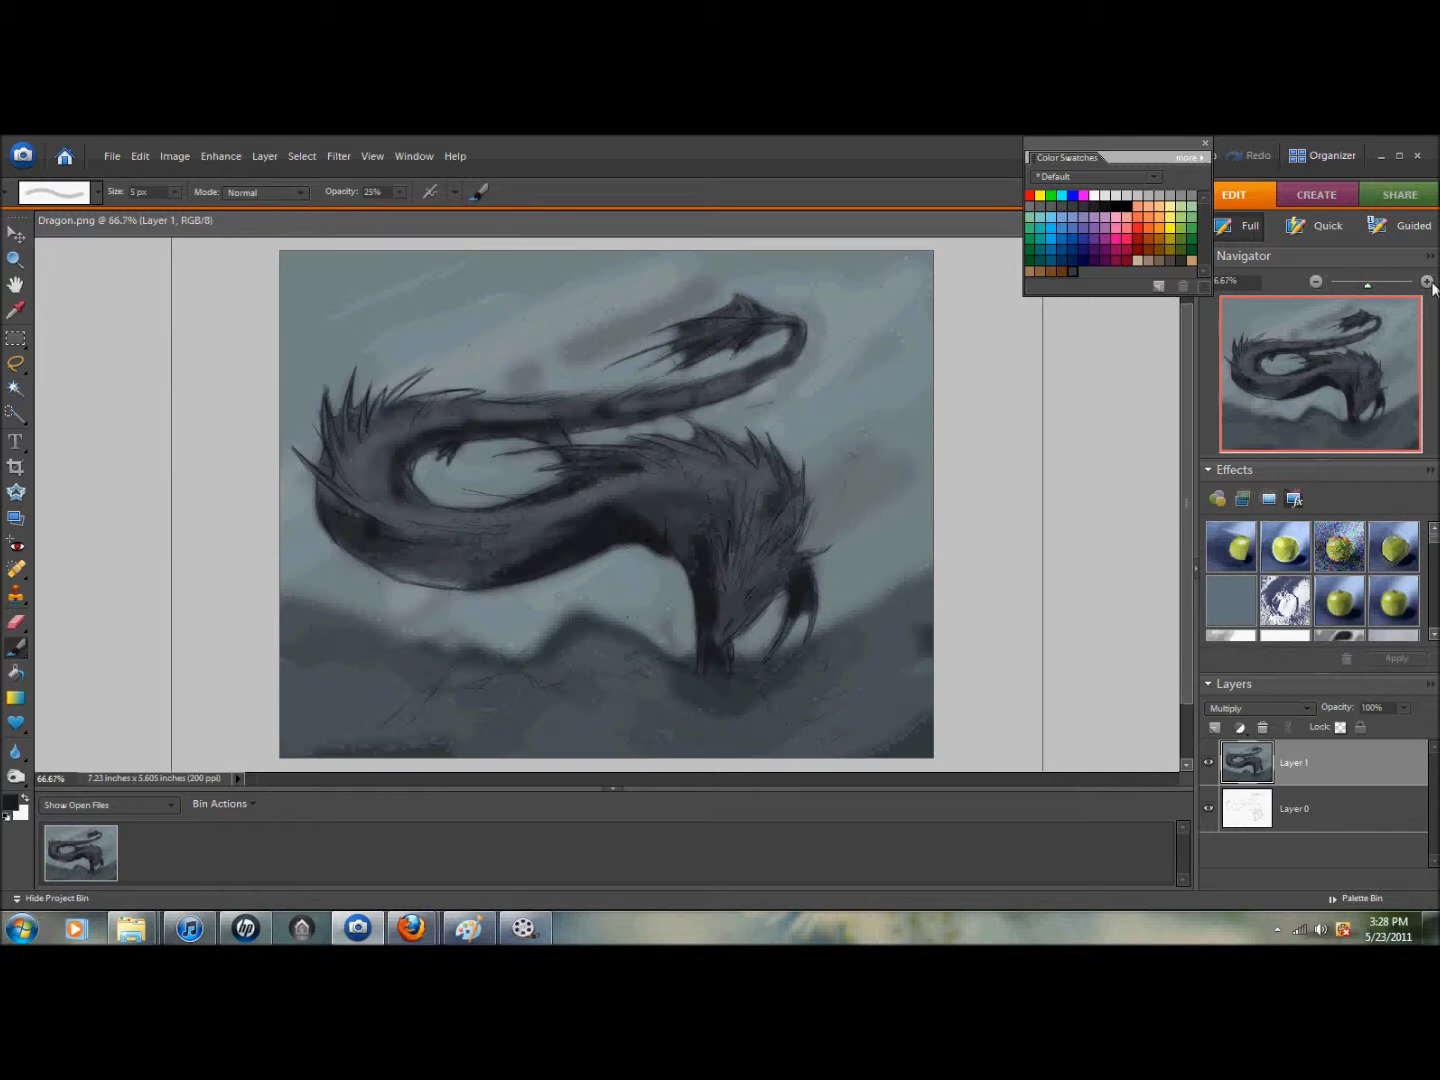 File Edit Image Enhance Layer Select Filter View Window Help
Color Swatches more
Redo Organizer
Size: 5 px Mode: Normal Opacity: 25%
* Default
EDIT CREATE SHARE
Dragon.png @ 66.7% (Layer 1, RGB/8)
Full Quick Guided
Navigator
Effects
Apply
Layers
Multiply Opacity: 100%
Lock:
Layer 1
Layer 0
66.67% 7.23 inches x 5.605 inches (200 ppi)
Show Open Files Bin Actions
Hide Project Bin
Palette Bin
3:28 PM
5/23/2011